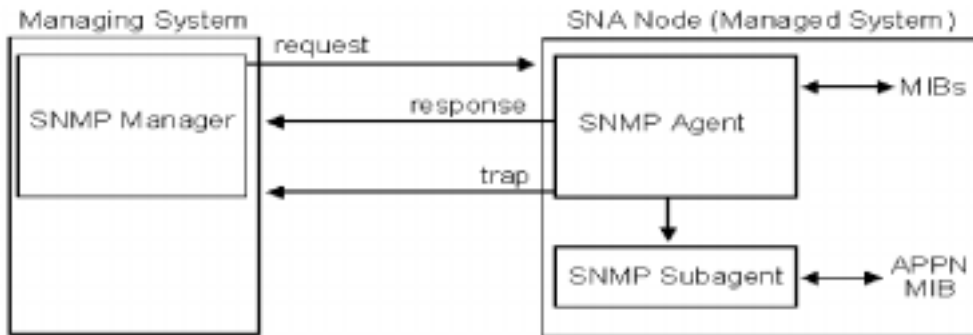 Managing System
SNA Node (Managed System)
request
SNMP Manager
response
SNMP Agent
MIBs
trap
SNMP Subagent
APPN
MIB